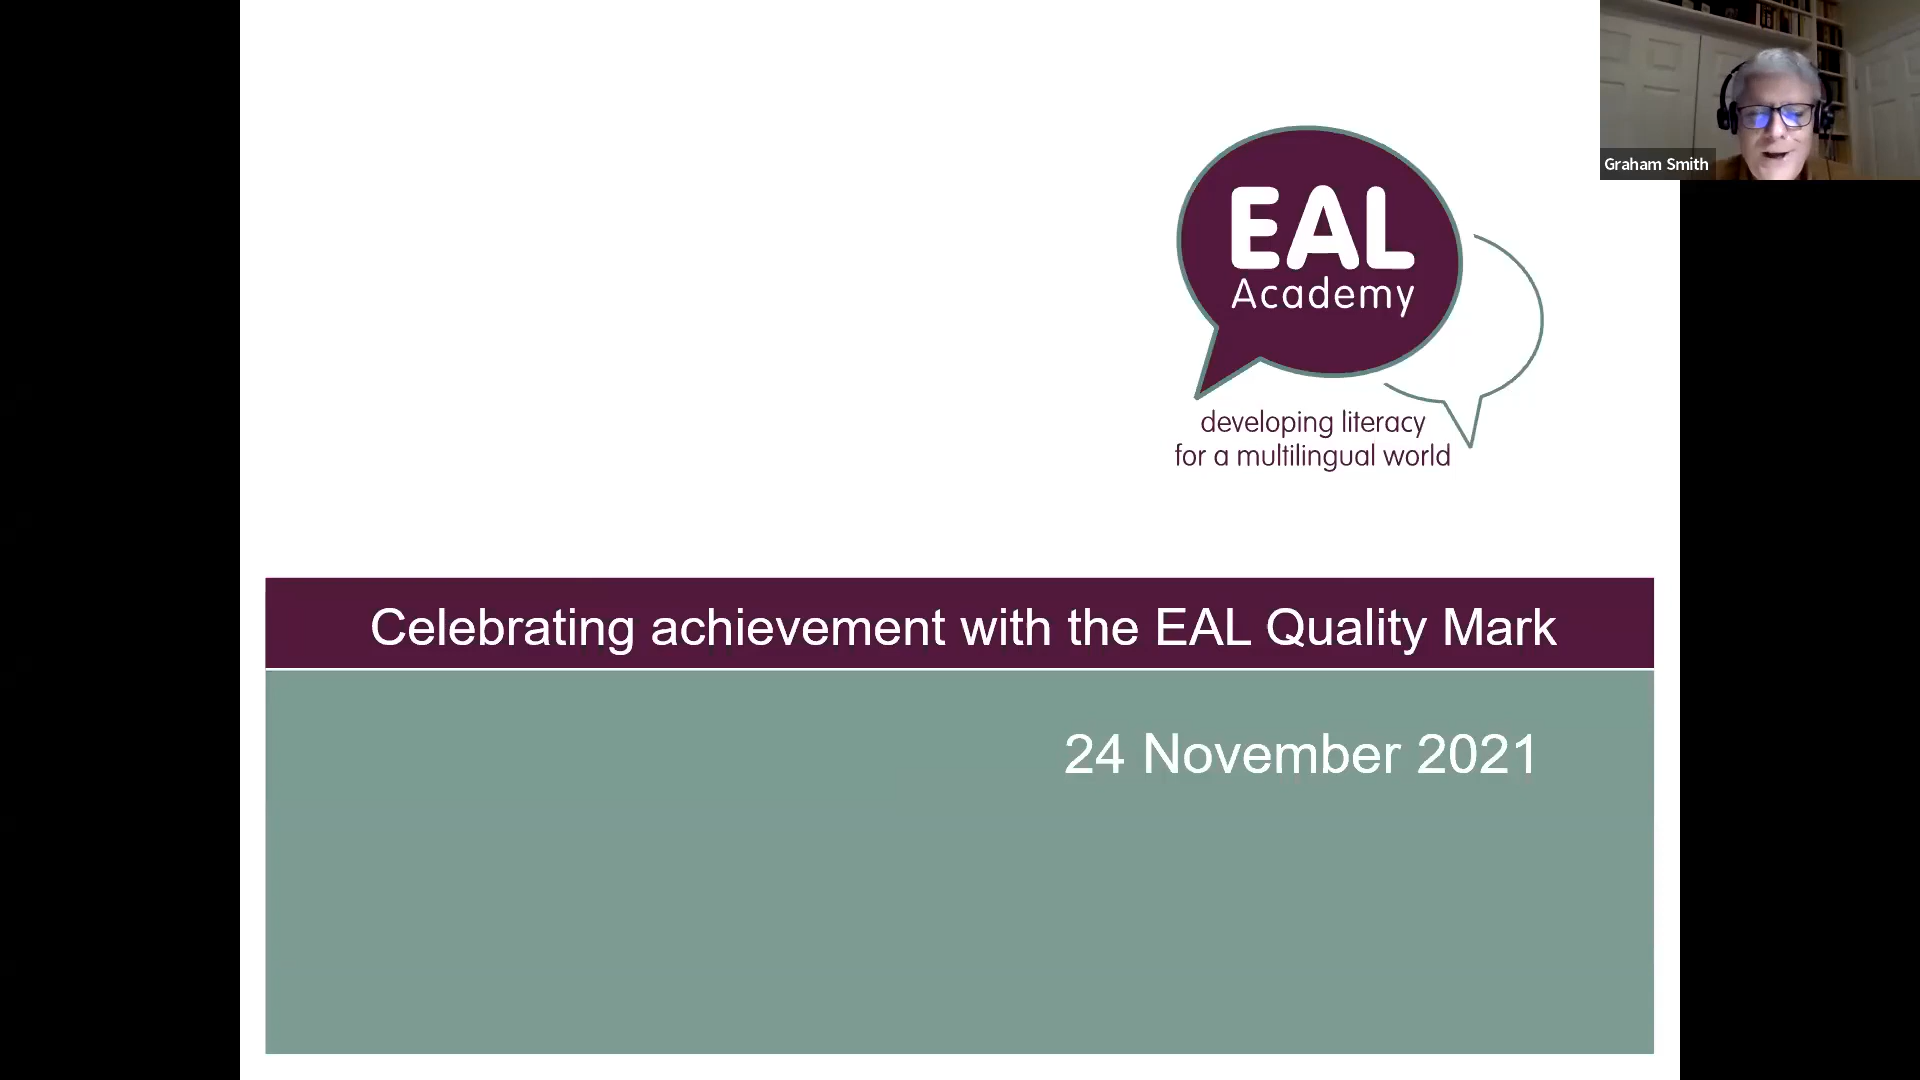 Graham Smith
EAL
Academy
developing literacy
for a multilingual world
Celebrating achievement with the EAL Quality Mark
24 November 2021